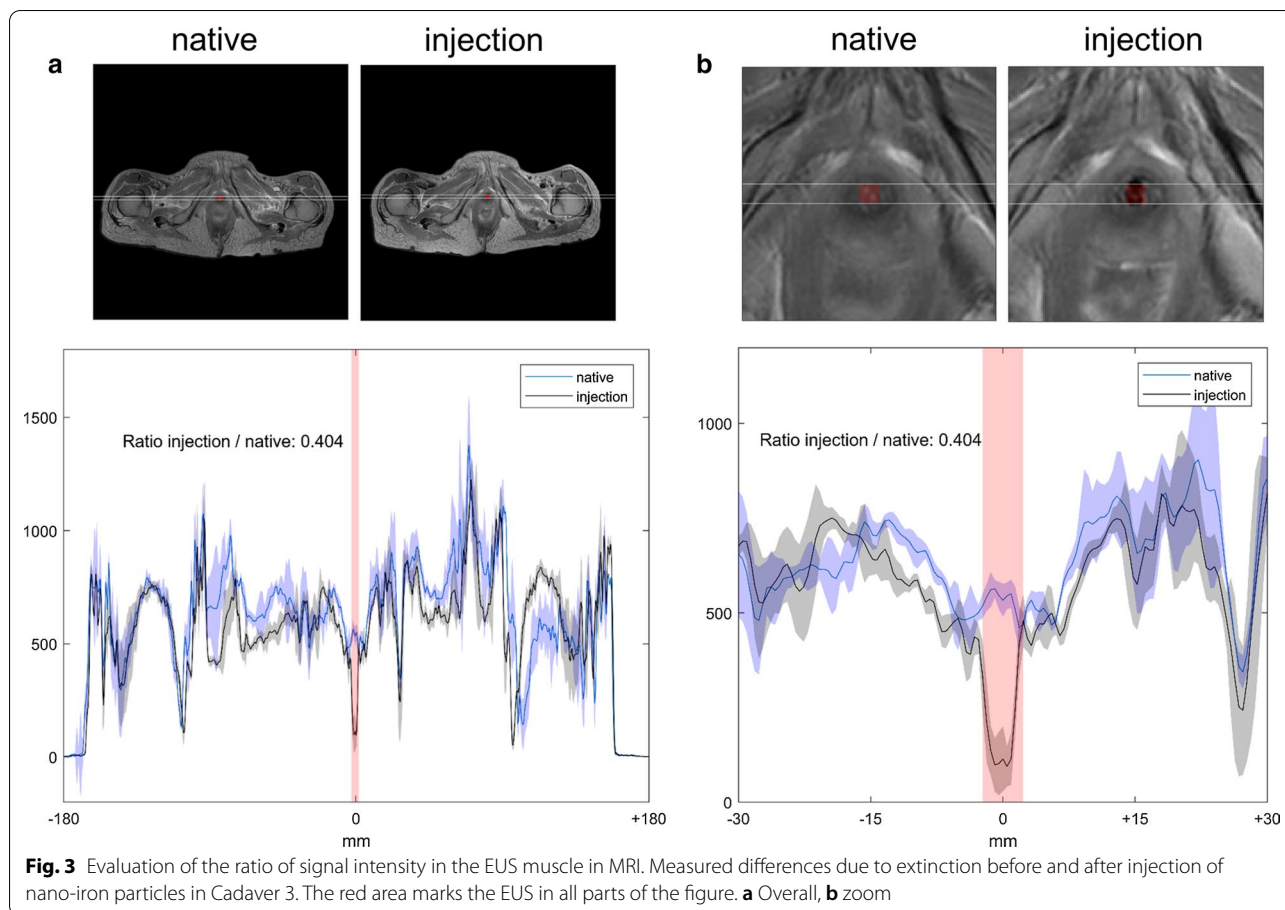 native
injection
a
native
injection
b
1500
1000
500
0
native
injection
Ratio injection / native: 0.404
-180
0
+180
mm
1000
500
0
native
injection
Ratio injection / native: 0.404
-30
-15
0
+15
+30
mm
Fig. 3 Evaluation of the ratio of signal intensity in the EUS muscle in MRI. Measured differences due to extinction before and after injection of
nano-iron particles in Cadaver 3. The red area marks the EUS in all parts of the figure. a Overall, b zoom